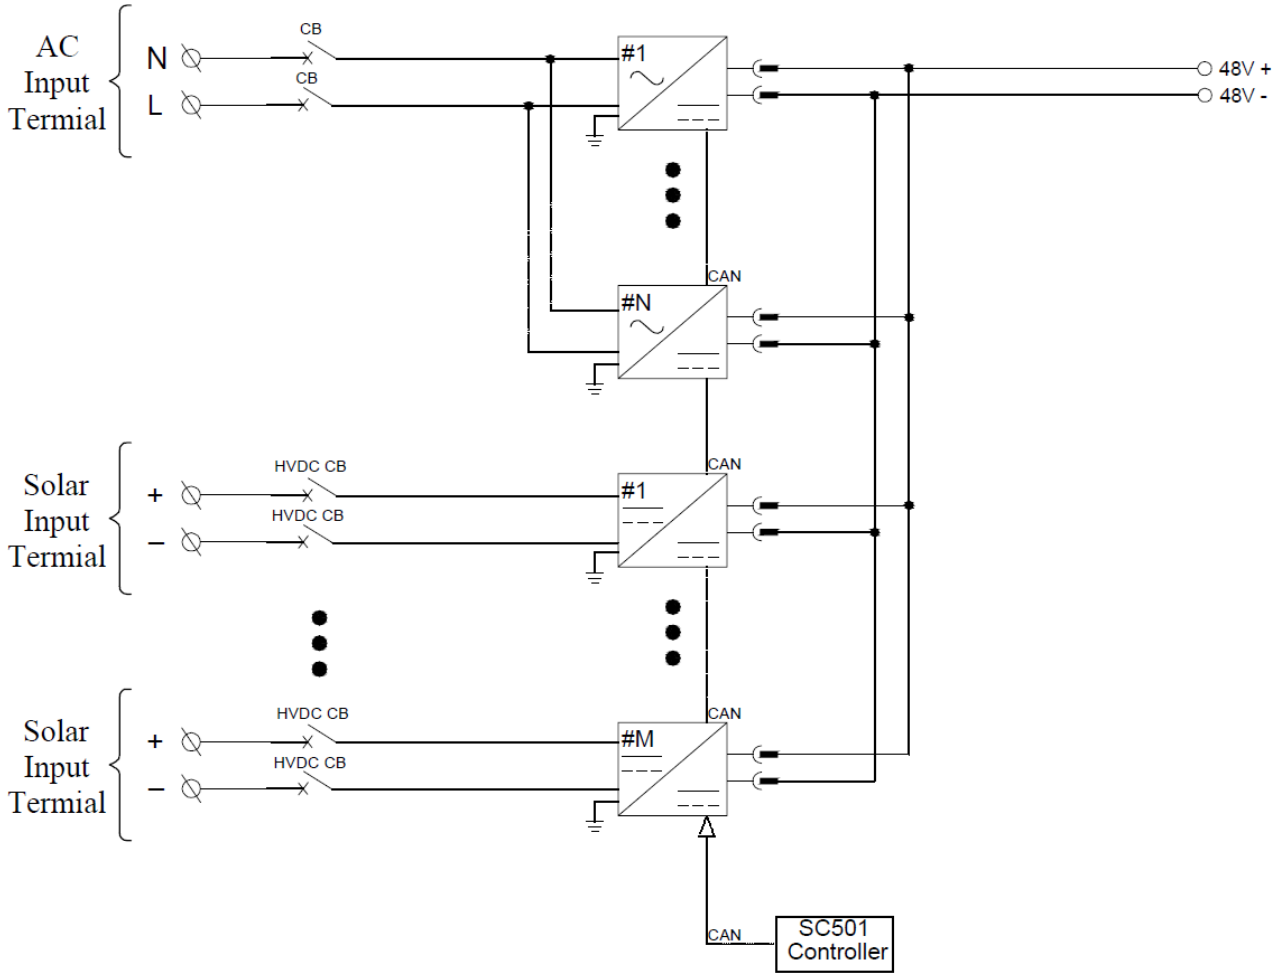 AC
Input
Termial
N
L
CB
CB
#1
48V +
48V -
CAN
#N
CAN
Solar
Input
Termial
+
−
HVDC CB
HVDC CB
#1
CAN
Solar
Input
Termial
+
−
HVDC CB
HVDC CB
#M
CAN
SC501
Controller